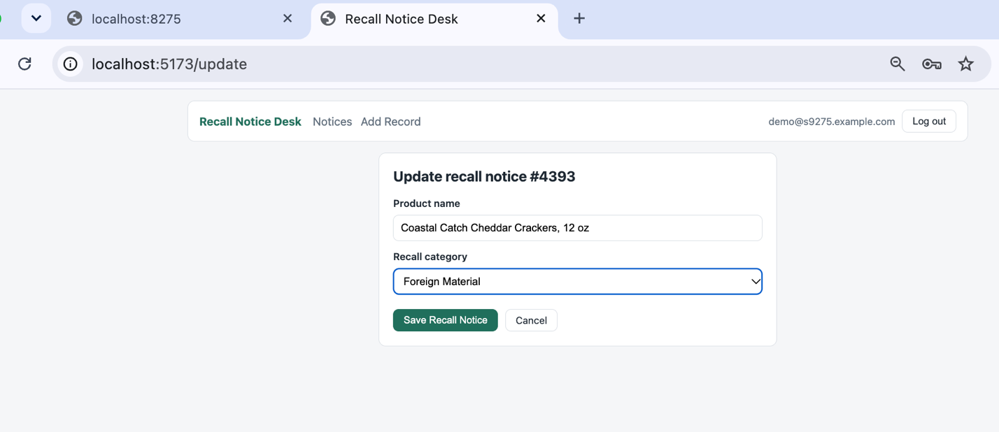 localhost:8275
Recall Notice Desk
localhost:5173/update
Recall Notice Desk Notices Add Record demo@s9275.example.com Log out
Update recall notice #4393
Product name
Coastal Catch Cheddar Crackers, 12 oz
Recall category
Foreign Material
Save Recall Notice Cancel